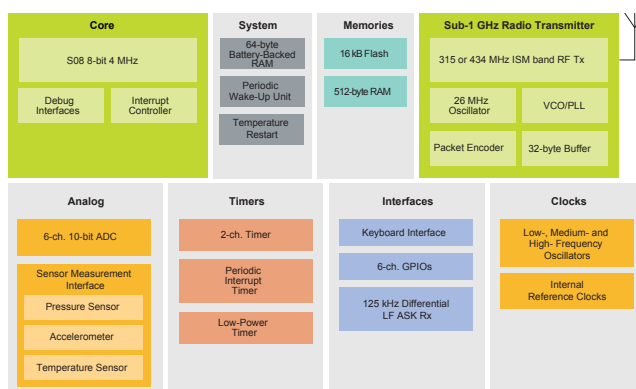 Core
S08 8-bit 4 MHz
Debug
Interfaces
Interrupt
Controller
System
64-byte
Battery-Backed
RAM
Periodic
Wake-Up Unit
Temperature
Restart
Memories
16 kB Flash
512-byte RAM
Sub-1 GHz Radio Transmitter
315 or 434 MHz ISM band RF Tx
26 MHz
Oscillator
VCO/PLL
Packet Encoder
32-byte Buffer
Analog
6-ch. 10-bit ADC
Sensor Measurement
Interface
Pressure Sensor
Accelerometer
Temperature Sensor
Timers
2-ch. Timer
Periodic
Interrupt
Timer
Low-Power
Timer
Interfaces
Keyboard Interface
6-ch. GPIOs
125 kHz Differential
LF ASK Rx
Clocks
Low-, Medium- and
High- Frequency
Oscillators
Internal
Reference Clocks